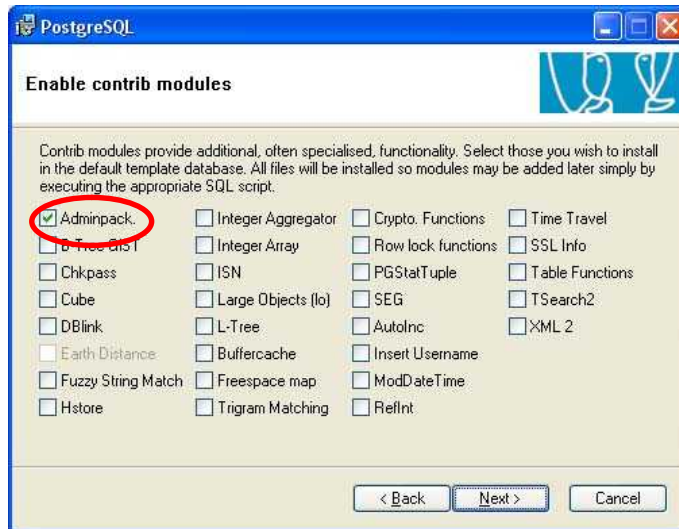 PostgreSQL
Enable contrib modules
Contrib modules provide additional, often specialised, functionality. Select those you wish to install
in the default template database. All files will be installed so modules may be added later simply by
executing the appropriate SQL script.
Adminpack. Integer Aggregator Crypto. Functions Time Travel
B-Tree GIST Integer Array Row lock functions SSL Info
Chkpass ISN PGStatTuple Table Functions
Cube Large Objects (lo) SEG TSearch2
DBlink L-Tree AutoInc XML 2
Earth Distance Buffercache Insert Username
Fuzzy String Match Freespace map ModDateTime
Hstore Trigram Matching RefInt
< Back Next > Cancel